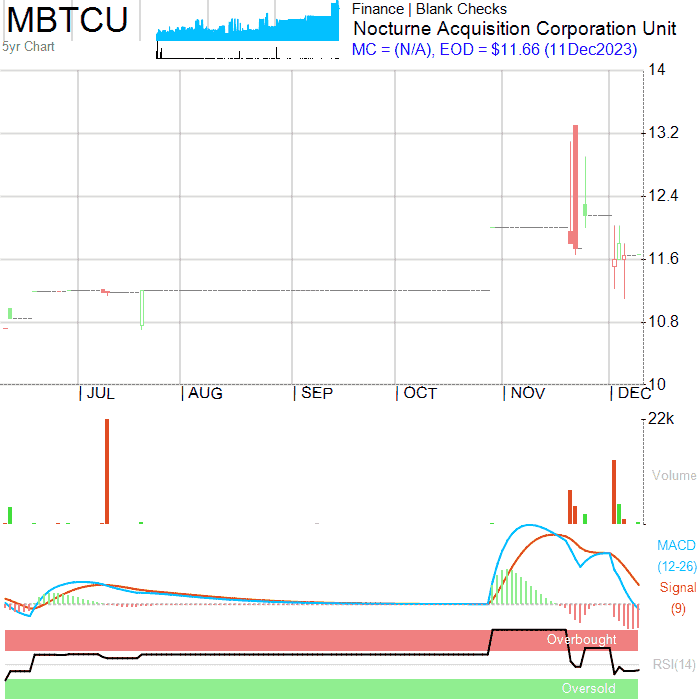 MBTCU
5yr Chart
Finance | Blank Checks
Nocturne Acquisition Corporation Unit
MC = (N/A), EOD = $11.66 (11Dec2023)
14
13.2
12.4
11.6
10.8
10
JUL
AUG
SEP
OCT
NOV
DEC
22k
Volume
MACD
(12-26)
Signal
(9)
Overbought
RSI(14)
Oversold